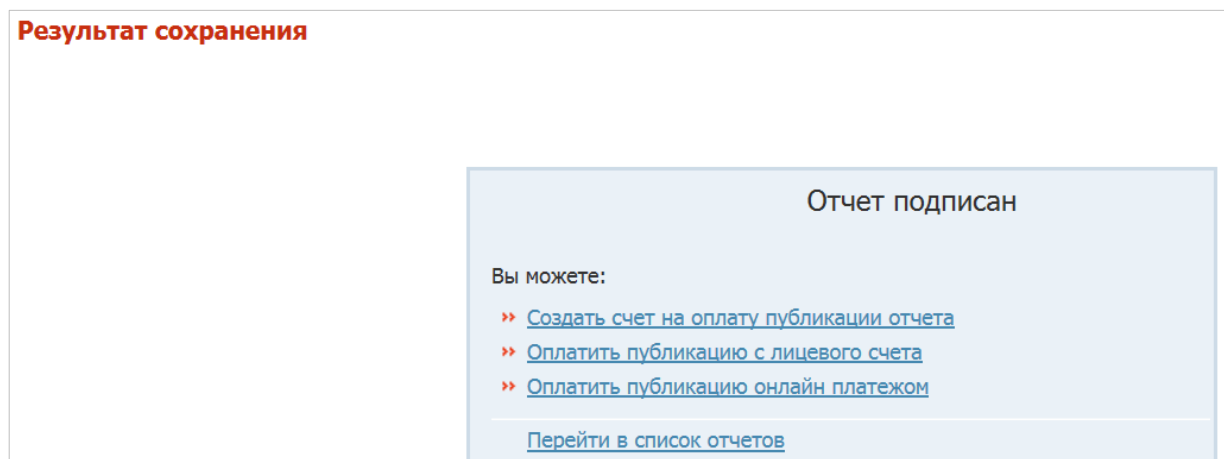 Результат сохранения
Отчет подписан
Вы можете:
Создать счет на оплату публикации отчета
Оплатить публикацию с лицевого счета
Оплатить публикацию онлайн платежом
Перейти в список отчетов